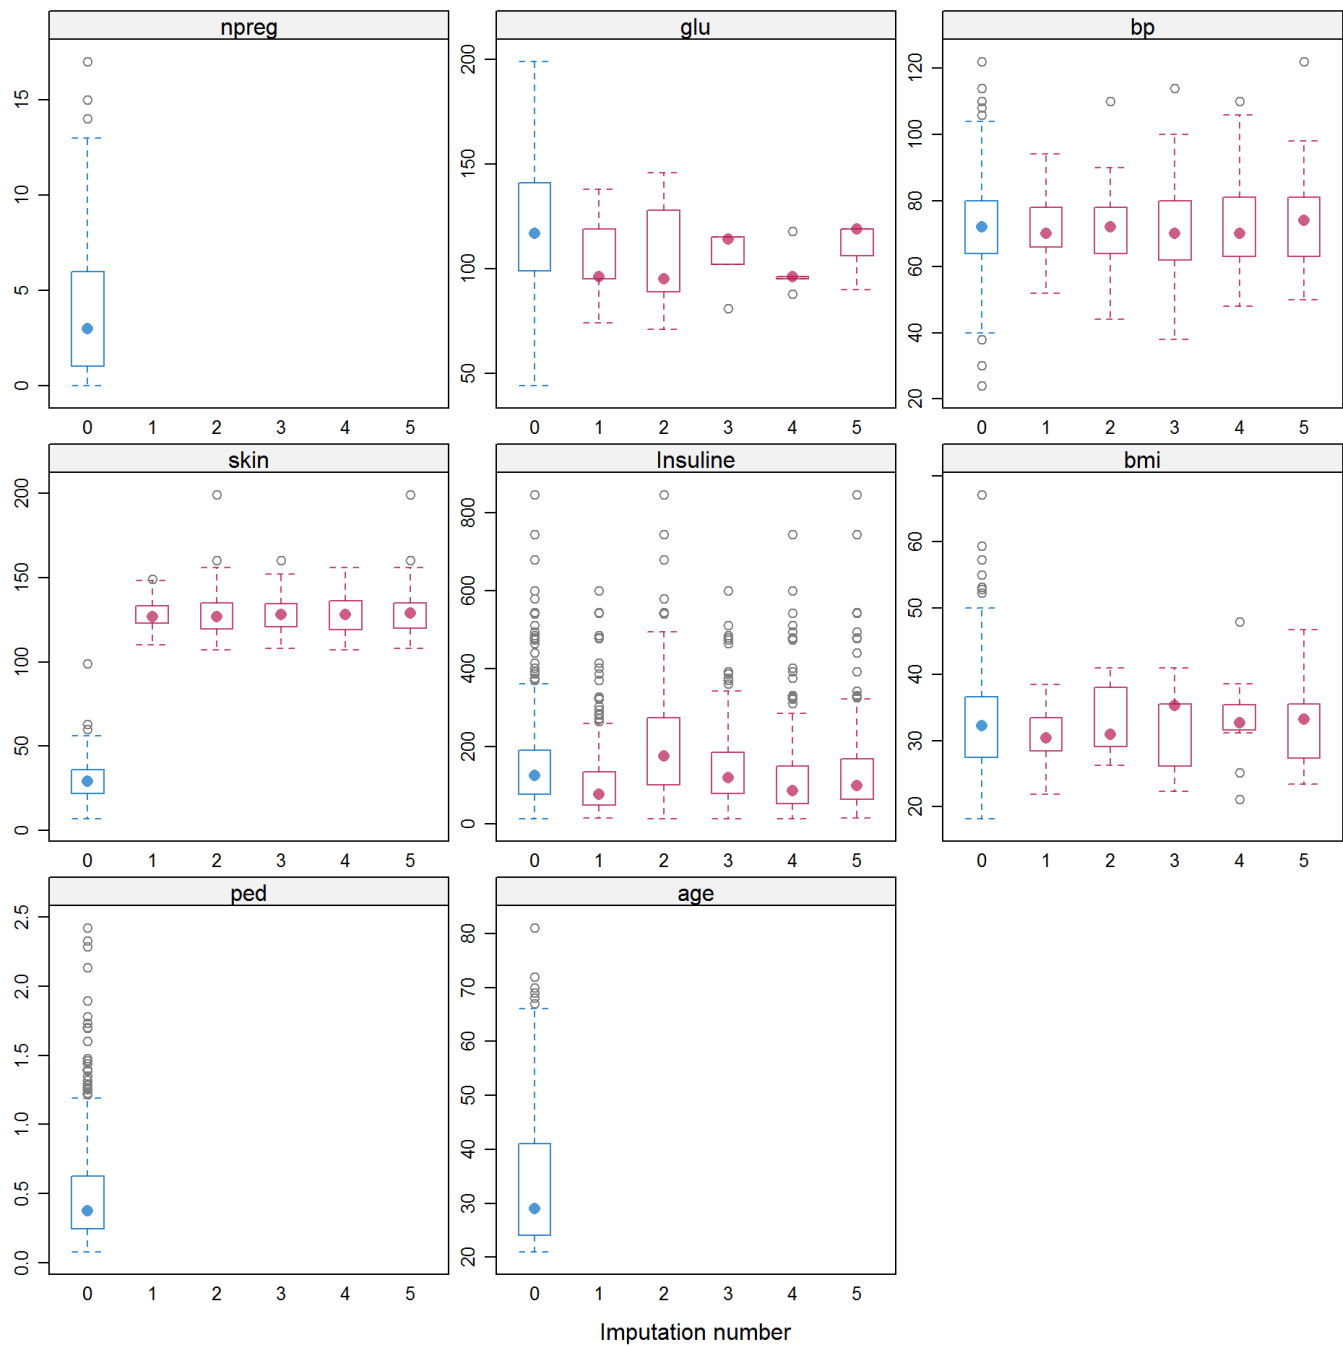 npreg
glu
bp
0 5 10 15
50 100 150 200
20 40 60 80 100 120
0 1 2 3 4 5
0 1 2 3 4 5
0 1 2 3 4 5
skin
Insuline
bmi
0 50 100 150 200
0 200 400 600 800
20 30 40 50 60
0 1 2 3 4 5
0 1 2 3 4 5
0 1 2 3 4 5
ped
age
0.0 0.5 1.0 1.5 2.0 2.5
20 30 40 50 60 70 80
0 1 2 3 4 5
0 1 2 3 4 5
Imputation number